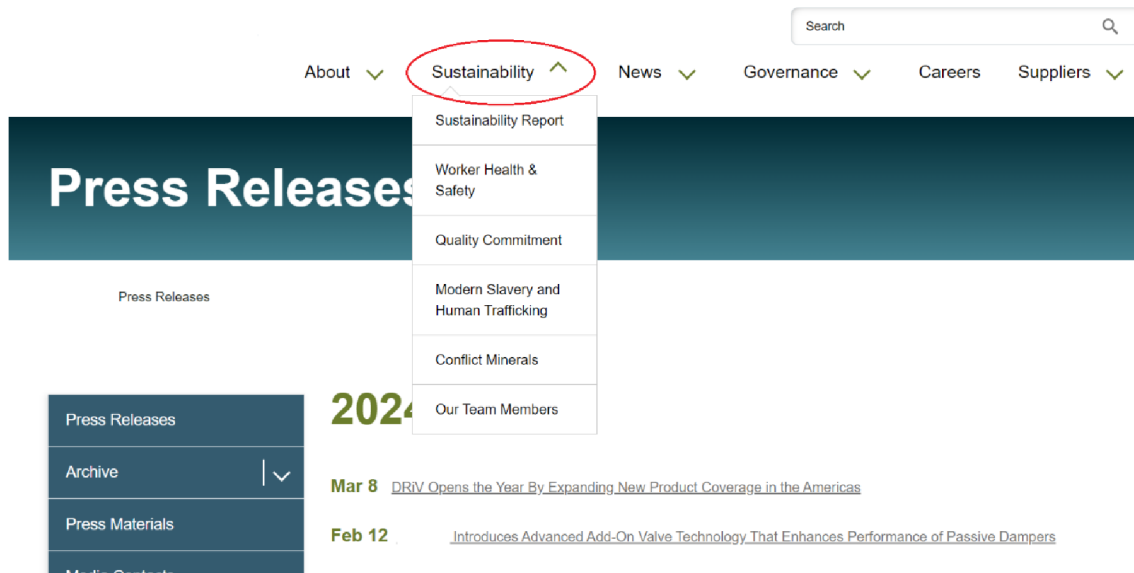 Search
About
Sustainability
News
Governance
Careers
Suppliers
Sustainability Report
Worker Health &
Safety
Quality Commitment
Modern Slavery and
Human Trafficking
Conflict Minerals
Our Team Members
Press Releases
Press Releases
Press Releases
Archive
Press Materials
Media Contacts
2024
Mar 8 DRiV Opens the Year By Expanding New Product Coverage in the Americas
Feb 12 Introduces Advanced Add-On Valve Technology That Enhances Performance of Passive Dampers